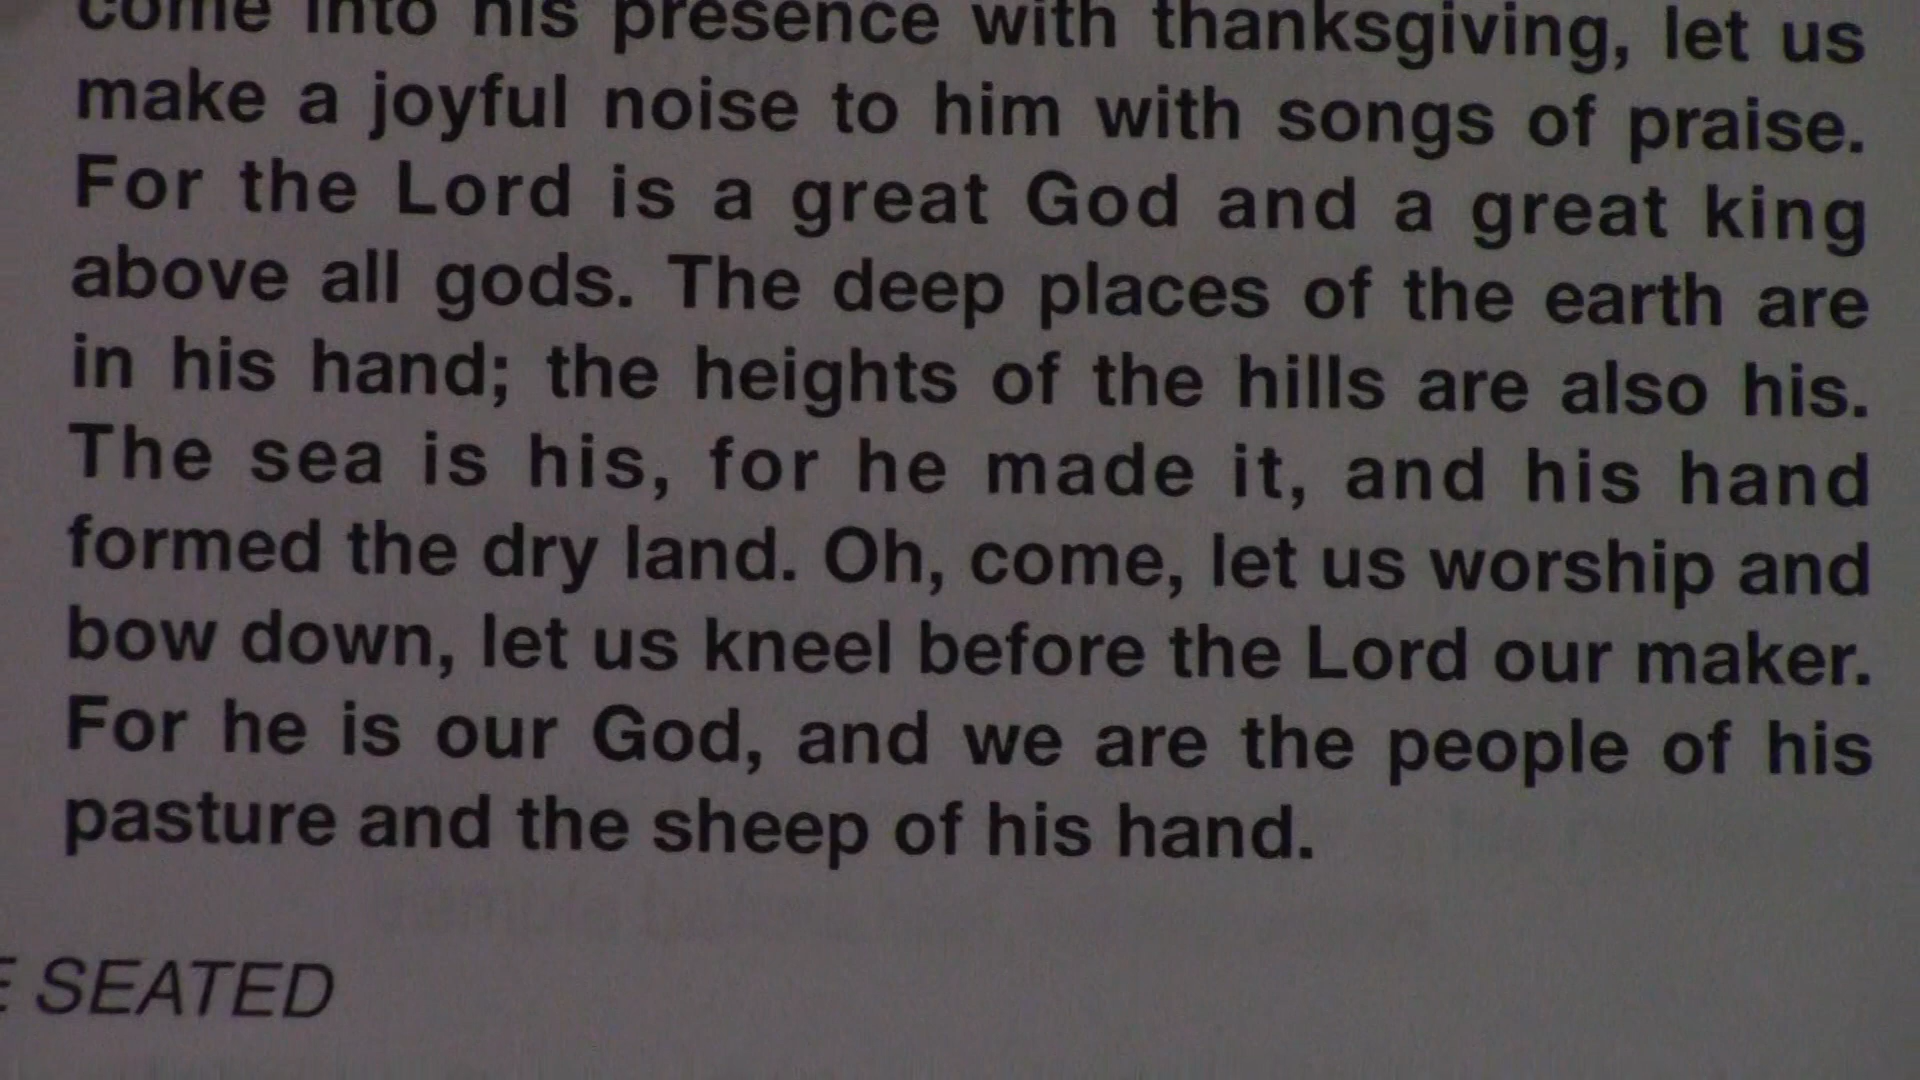 come into his presence with thanksgiving, let us
make a joyful noise to him with songs of praise.
For the Lord is a great God and a great king
above all gods. The deep places of the earth are
in his hand; the heights of the hills are also his.
The sea is his, for he made it, and his hand
formed the dry land. Oh, come, let us worship and
bow down, let us kneel before the Lord our maker.
For he is our God, and we are the people of his
pasture and the sheep of his hand.
SEATED